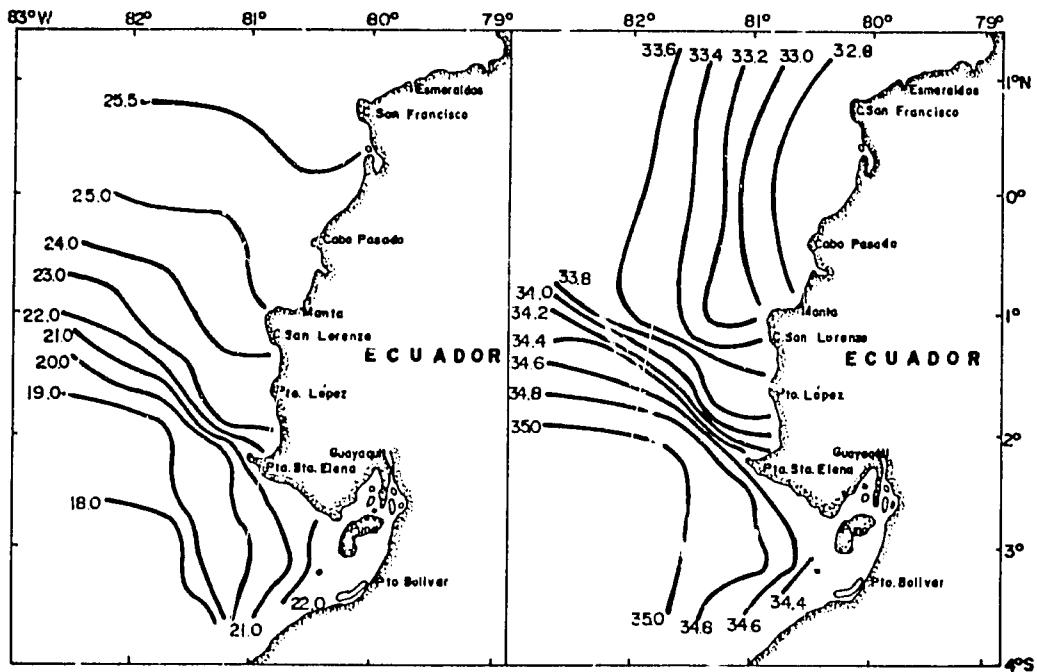 83°W 82° 81° 80° 79°
25.5
25.0
24.0
23.0
22.0
21.0
20.0
19.0
18.0
22.0
21.0
Esmeraldas
C. San Francisco
Cabo Pasado
Manta
C. San Lorenzo
ECUADOR
Pto. López
Guayaquil
Pta. Sta. Elena
Pto Bolívar
82° 81° 80° 79°
33.6 33.4 33.2 33.0 32.8
33.8
34.0
34.2
34.4
34.6
34.8
35.0
35.0
34.8
34.6
34.4
Esmeraldas
C. San Francisco
Cabo Pasado
Manta
C. San Lorenzo
ECUADOR
Pto. López
Guayaquil
Pta. Sta. Elena
Pto. Bolívar
1°N
0°
1°
2°
3°
4°S